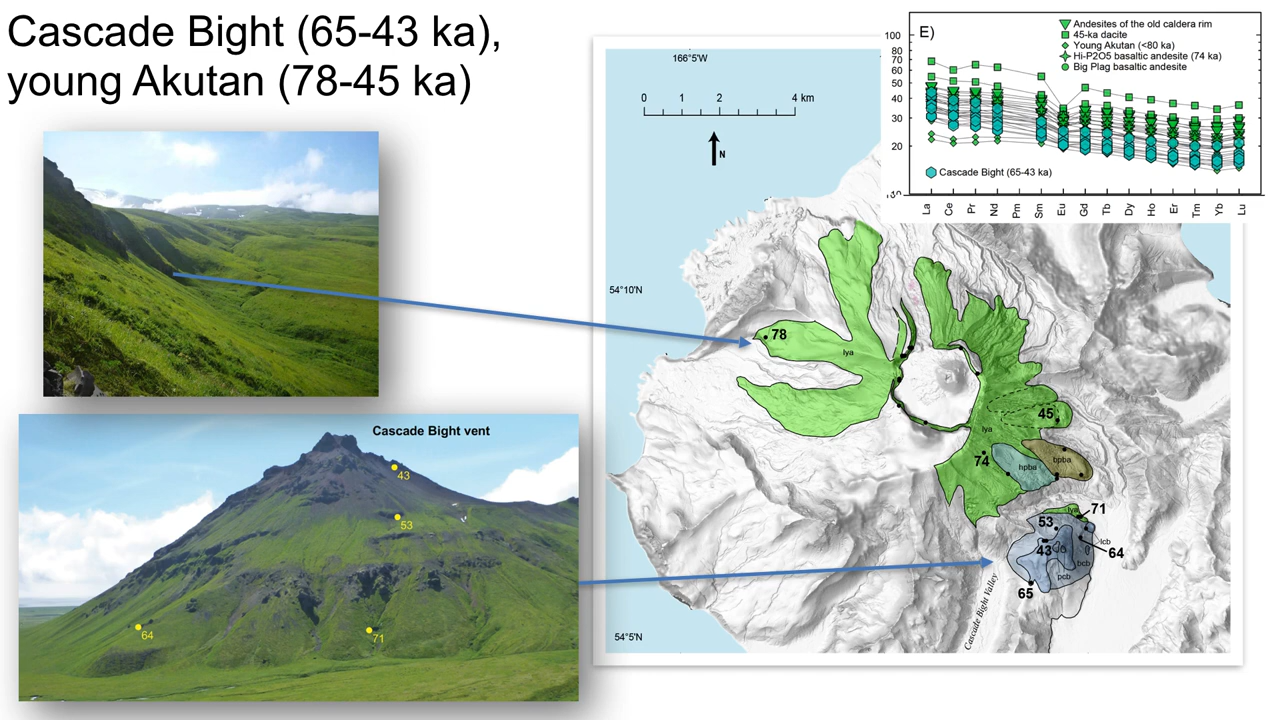 Cascade Bight (65-43 ka),
young Akutan (78-45 ka)
Cascade Bight vent
43
53
64
71
166°5'W
0 1 2 4 km
N
54°10'N
54°5'N
78
lya
45
lya
74
hpba
bpba
lya
71
53
lcb
43
64
bcb
pcb
65
Cascade Bight Valley
E)
Andesites of the old caldera rim
45-ka dacite
Young Akutan (<80 ka)
Hi-P2O5 basaltic andesite (74 ka)
Big Plag basaltic andesite
Cascade Bight (65-43 ka)
100
80
70
60
50
40
30
20
La Ce Pr Nd Pm Sm Eu Gd Tb Dy Ho Er Tm Yb Lu